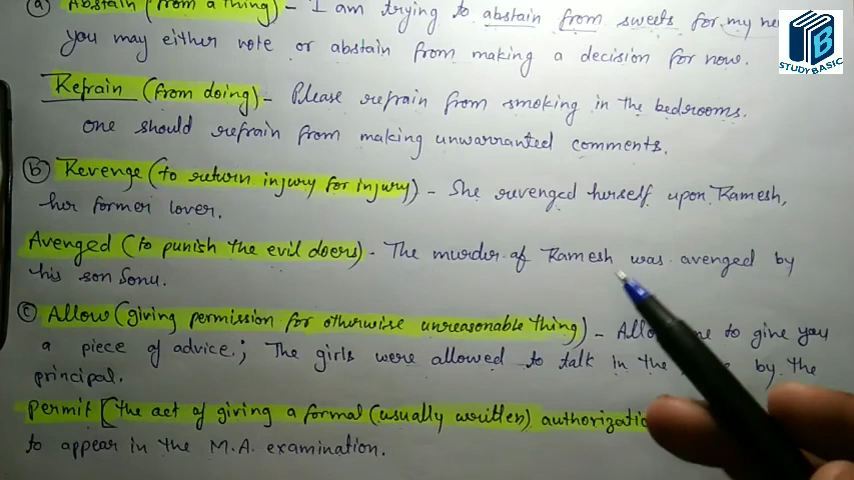 (a) Abstain (from a thing) - I am trying to abstain from sweets for my
you may either vote or abstain from making a decision for now.
Refrain (from doing) - Please refrain from smoking in the bedrooms.
one should refrain from making unwarranted comments.
(b) Revenge (to return injury for injury) - She revenged herself upon Ramesh,
her former lover.
Avenged (to punish the evil doers) - The murder of Ramesh was avenged by
his son Sonu.
(c) Allow (giving permission for otherwise unreasonable thing) - me to give you
a piece of advice.; The girls were allowed to talk in the by the
principal.
permit [the act of giving a formal (usually written)
to appear in the M.A. examination.
B
STUDY BASIC